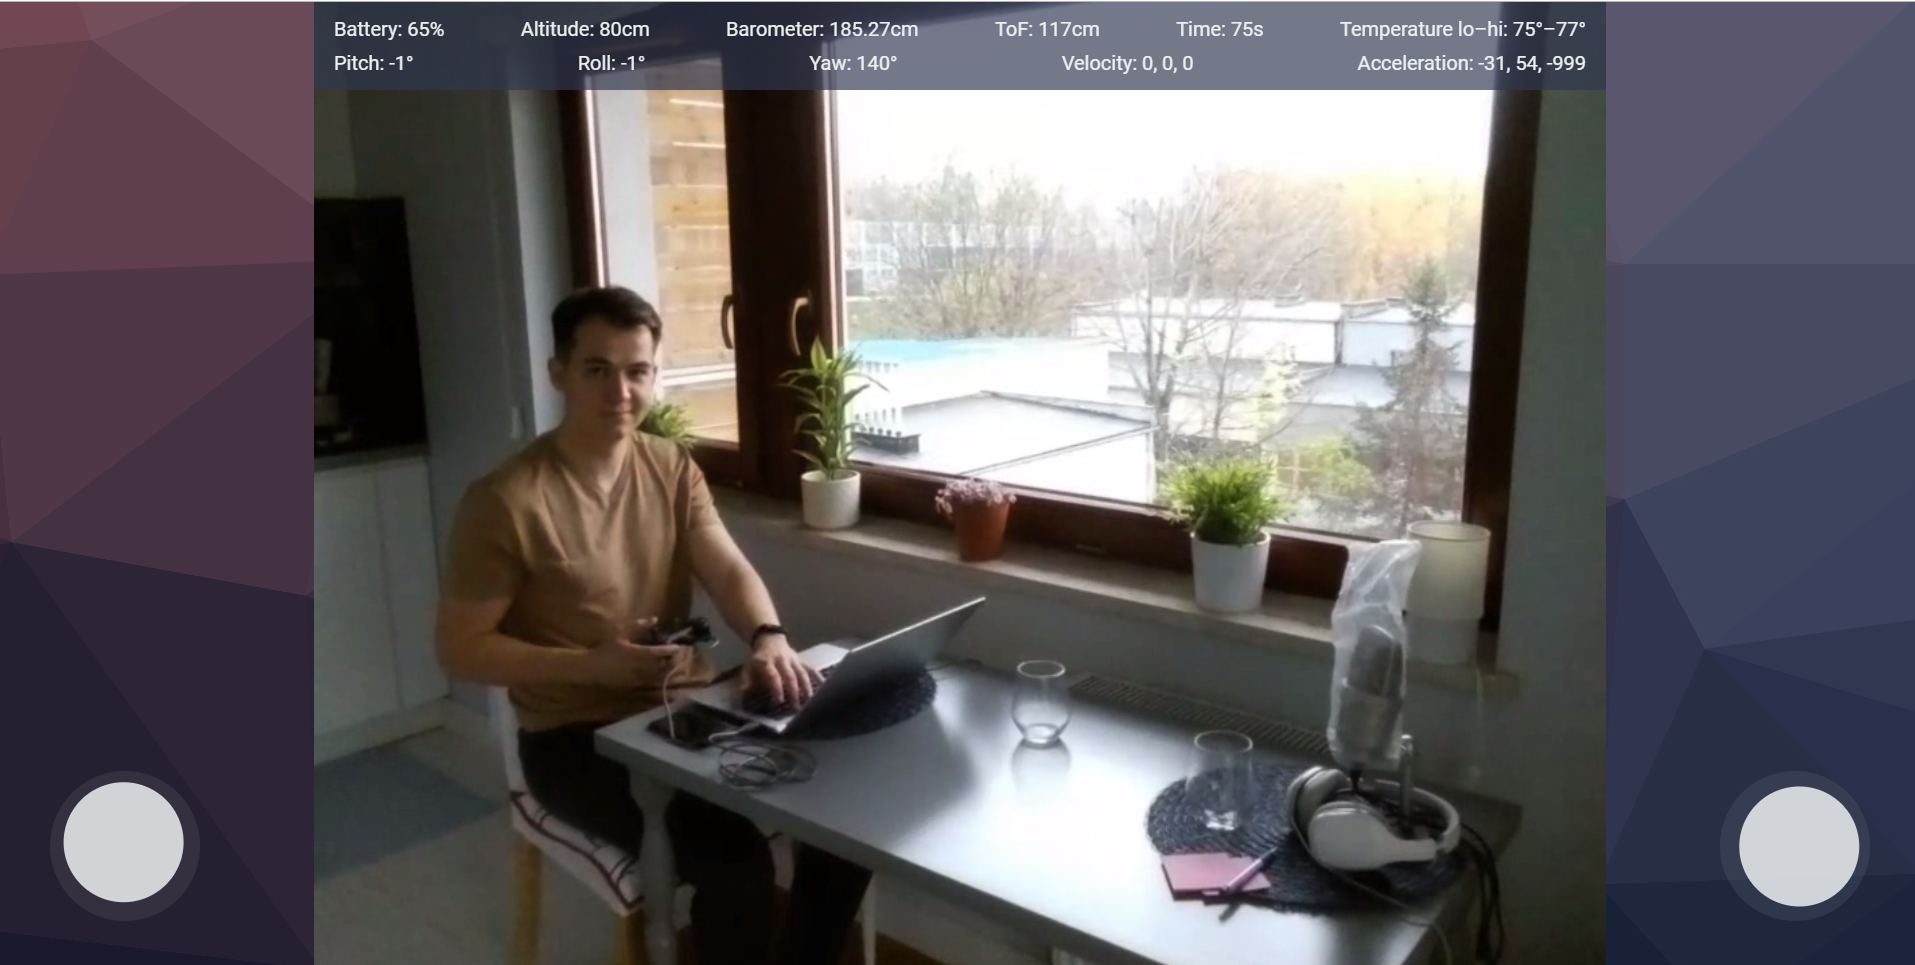 Battery: 65% Altitude: 80cm Barometer: 185.27cm ToF: 117cm Time: 75s Temperature lo–hi: 75°–77°
Pitch: -1° Roll: -1° Yaw: 140° Velocity: 0, 0, 0 Acceleration: -31, 54, -999